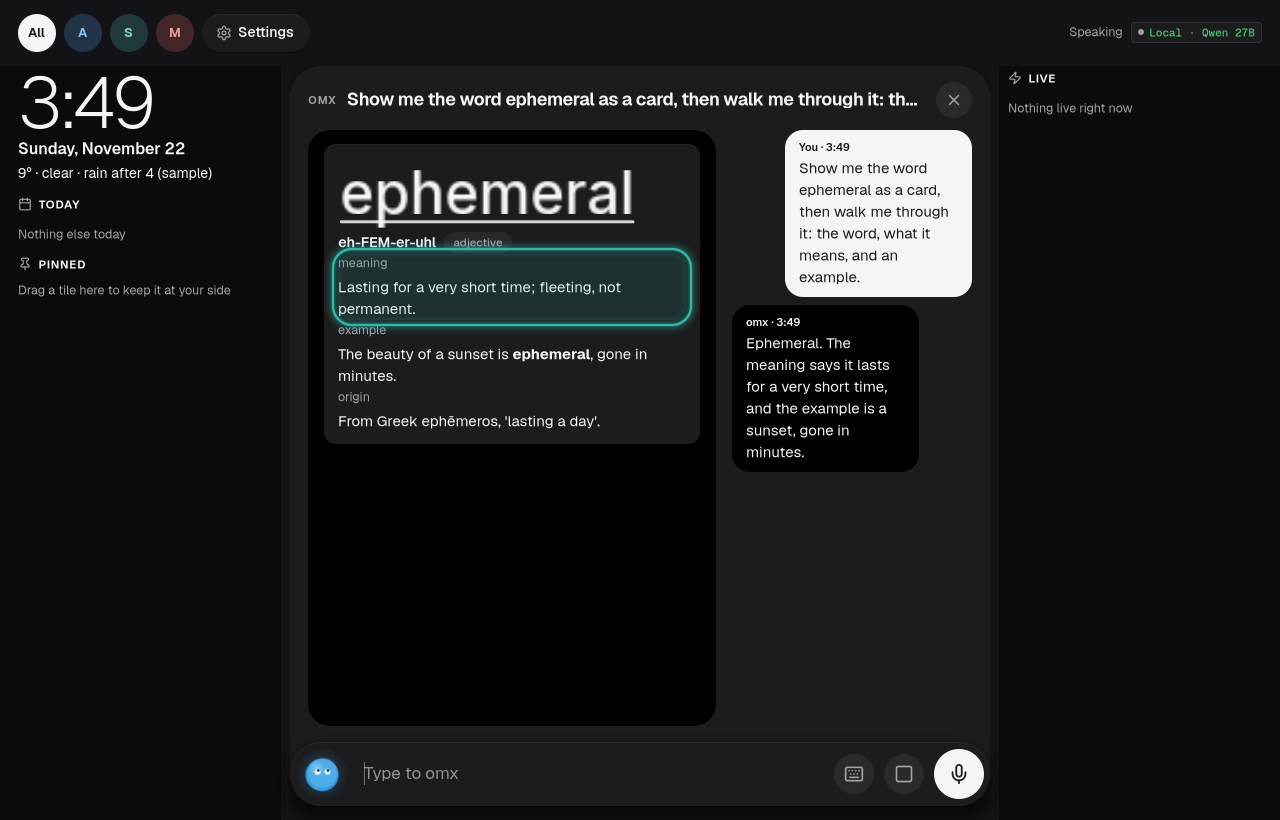 All
A
S
M
Settings
Speaking
Local · Qwen 27B
3:49
Sunday, November 22
9° · clear · rain after 4 (sample)
TODAY
Nothing else today
PINNED
Drag a tile here to keep it at your side
OMX
Show me the word ephemeral as a card, then walk me through it: th...
ephemeral
eh-FEM-er-uhl
adjective
meaning
Lasting for a very short time; fleeting, not
permanent.
example
The beauty of a sunset is ephemeral, gone in
minutes.
origin
From Greek ephēmeros, 'lasting a day'.
You · 3:49
Show me the word
ephemeral as a card,
then walk me through
it: the word, what it
means, and an
example.
omx · 3:49
Ephemeral. The
meaning says it lasts
for a very short time,
and the example is a
sunset, gone in
minutes.
Type to omx
LIVE
Nothing live right now